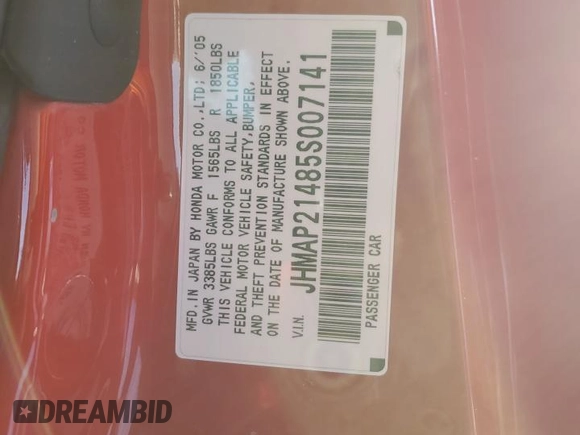 MFD.IN JAPAN BY HONDA MOTOR CO.,LTD; 6/'05
GVWR 3385LBS GAWR F 1565LBS R 1850LBS
THIS VEHICLE CONFORMS TO ALL APPLICABLE
FEDERAL MOTOR VEHICLE SAFETY,BUMPER,
AND THEFT PREVENTION STANDARDS IN EFFECT
ON THE DATE OF MANUFACTURE SHOWN ABOVE.
V.I.N. JHMAP21485S007141
PASSENGER CAR
DREAMBID